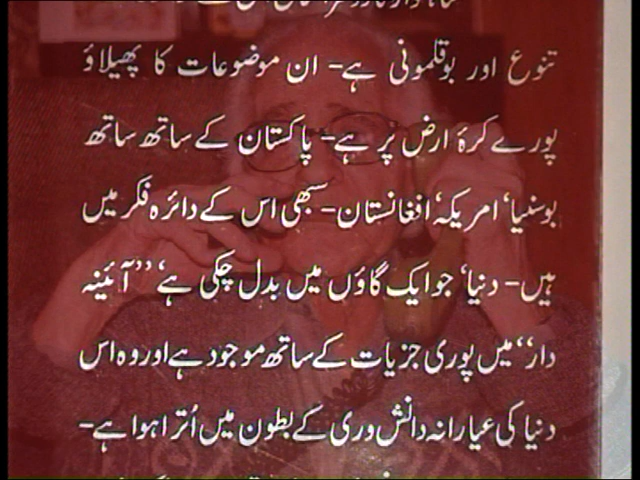 تنوع اور بوقلمونی ہے- ان موضوعات کا پھیلاؤ
پورے کرۂ ارض پر ہے- پاکستان کے ساتھ ساتھ
بوسنیا، امریکہ، افغانستان- سبھی اس کے دائرہ فکر میں
ہیں- دنیا، جو ایک گاؤں میں بدل چکی ہے، ”آئینہ
دار“ میں پوری جزیات کے ساتھ موجود ہے اور وہ اس
دنیا کی عیارانہ دانش وری کے بطون میں اُترا ہوا ہے-